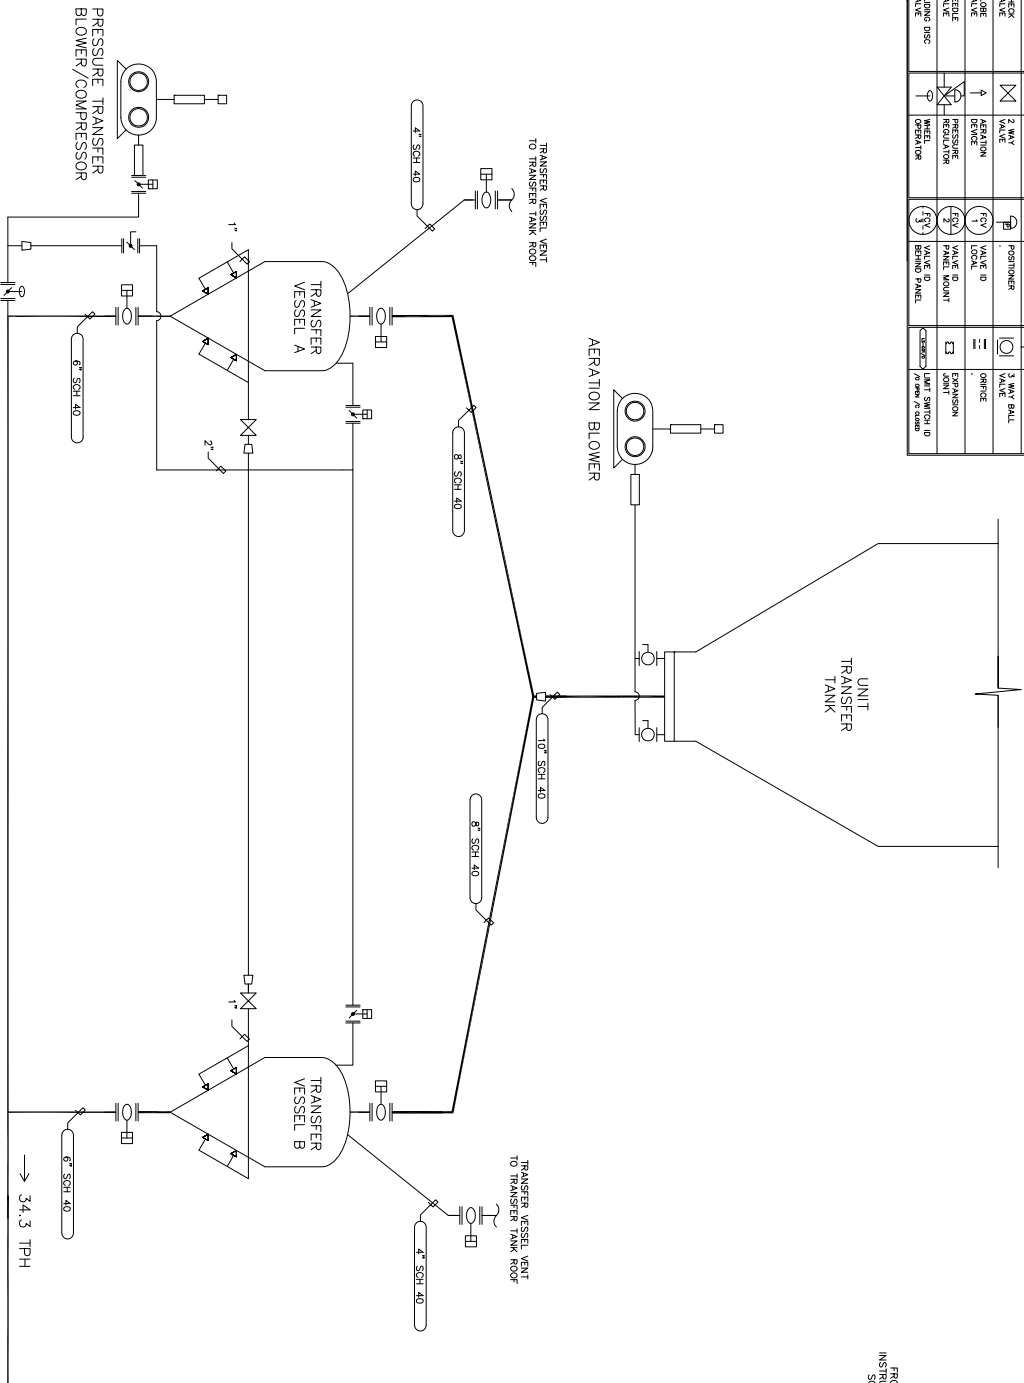 2 WAY
VALVE
POSITIONER
3 WAY BALL
VALVE
AERATION
DEVICE
FCV
1
VALVE ID
LOCAL
ORIFICE
PRESSURE
REGULATOR
FCV
2
VALVE ID
PANEL MOUNT
EXPANSION
JOINT
WHEEL
OPERATOR
FCV
3
VALVE ID
BEHIND PANEL
LIMIT SWITCH ID
/O OPEN /C CLOSED
UNIT
TRANSFER
TANK
AERATION BLOWER
10" SCH 40
TRANSFER VESSEL VENT
TO TRANSFER TANK ROOF
TRANSFER VESSEL VENT
TO TRANSFER TANK ROOF
8" SCH 40
8" SCH 40
4" SCH 40
4" SCH 40
TRANSFER
VESSEL A
TRANSFER
VESSEL B
1"
2"
1"
PRESSURE TRANSFER
BLOWER/COMPRESSOR
6" SCH 40
6" SCH 40
34.3 TPH